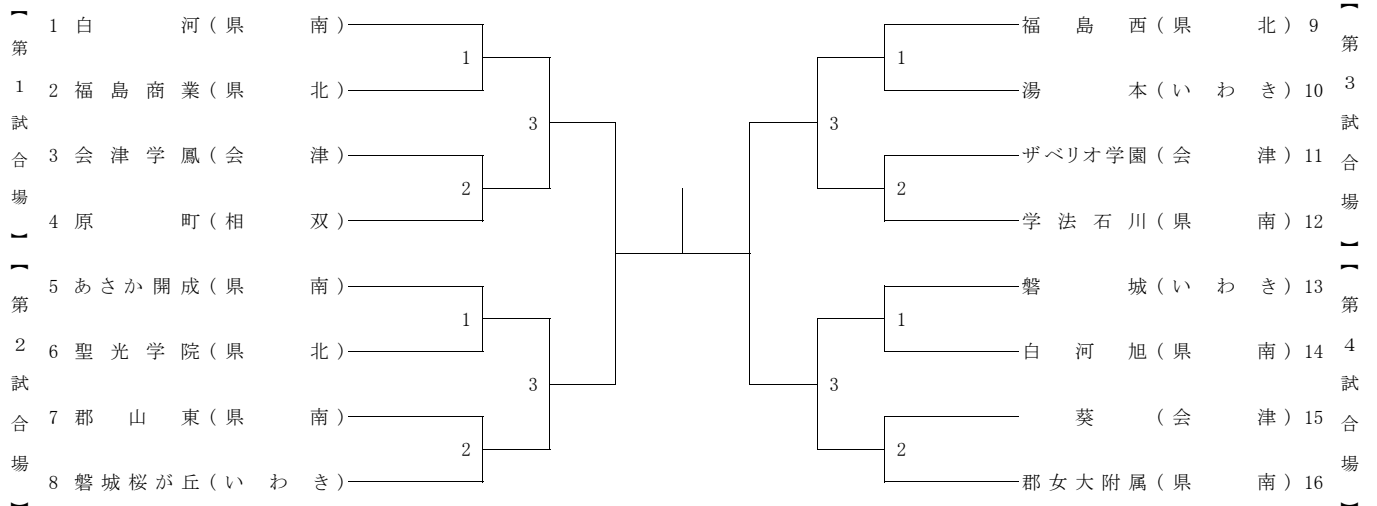 【第1試合場】
1 白河(県南)
2 福島商業(県北)
3 会津学鳳(会津)
4 原町(相双)
1
2
3
【第2試合場】
5 あさか開成(県南)
6 聖光学院(県北)
7 郡山東(県南)
8 磐城桜が丘(いわき)
1
2
3
【第3試合場】
福島西(県北) 9
湯本(いわき) 10
ザベリオ学園(会津) 11
学法石川(県南) 12
1
2
3
【第4試合場】
磐城(いわき) 13
白河旭(県南) 14
葵(会津) 15
郡女大附属(県南) 16
1
2
3